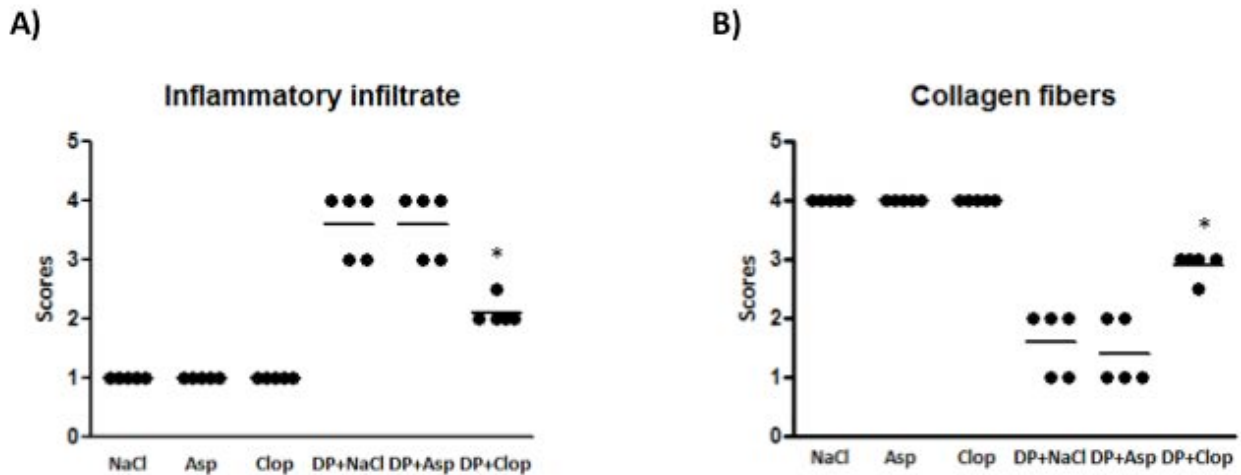 A)
Inflammatory infiltrate
Scores
5
4
3
2
1
0
*
NaCl Asp Clop DP+NaCl DP+Asp DP+Clop
B)
Collagen fibers
Scores
5
4
3
2
1
0
*
NaCl Asp Clop DP+NaCl DP+Asp DP+Clop